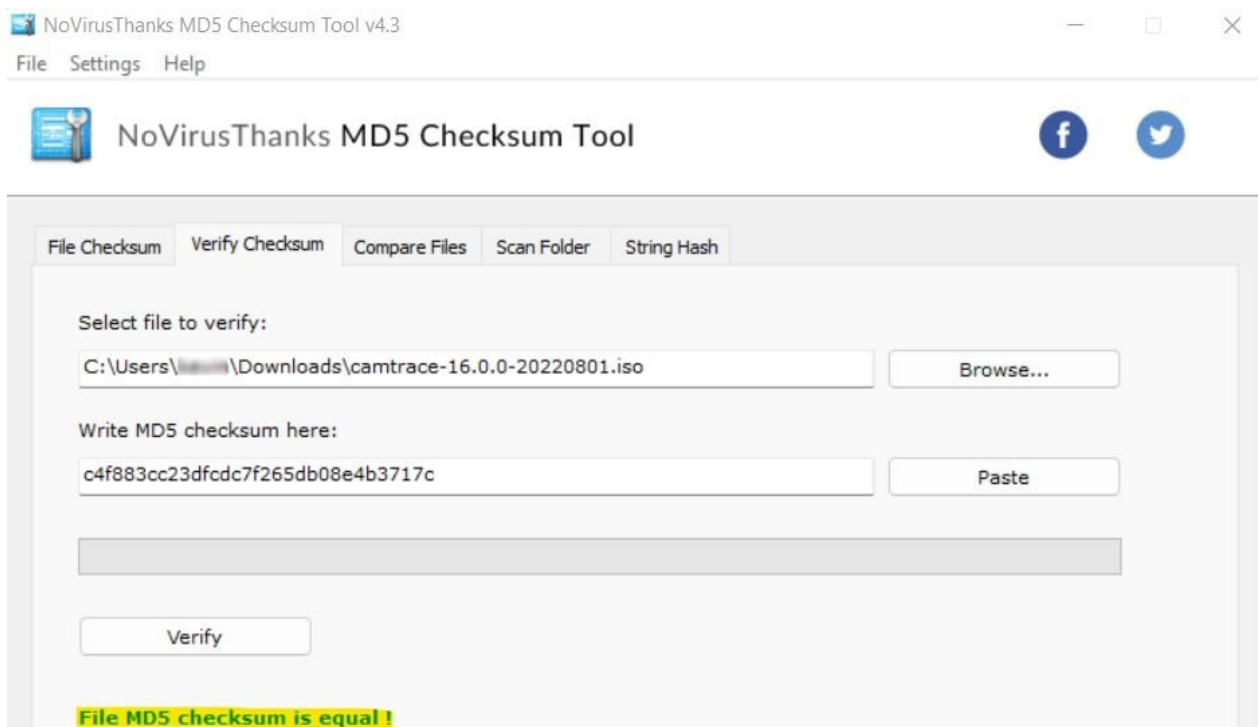 NoVirusThanks MD5 Checksum Tool v4.3
File Settings Help
NoVirusThanks MD5 Checksum Tool
File Checksum Verify Checksum Compare Files Scan Folder String Hash
Select file to verify:
C:\Users\ \Downloads\camtrace-16.0.0-20220801.iso Browse...
Write MD5 checksum here:
c4f883cc23dfcdc7f265db08e4b3717c Paste
Verify
File MD5 checksum is equal !